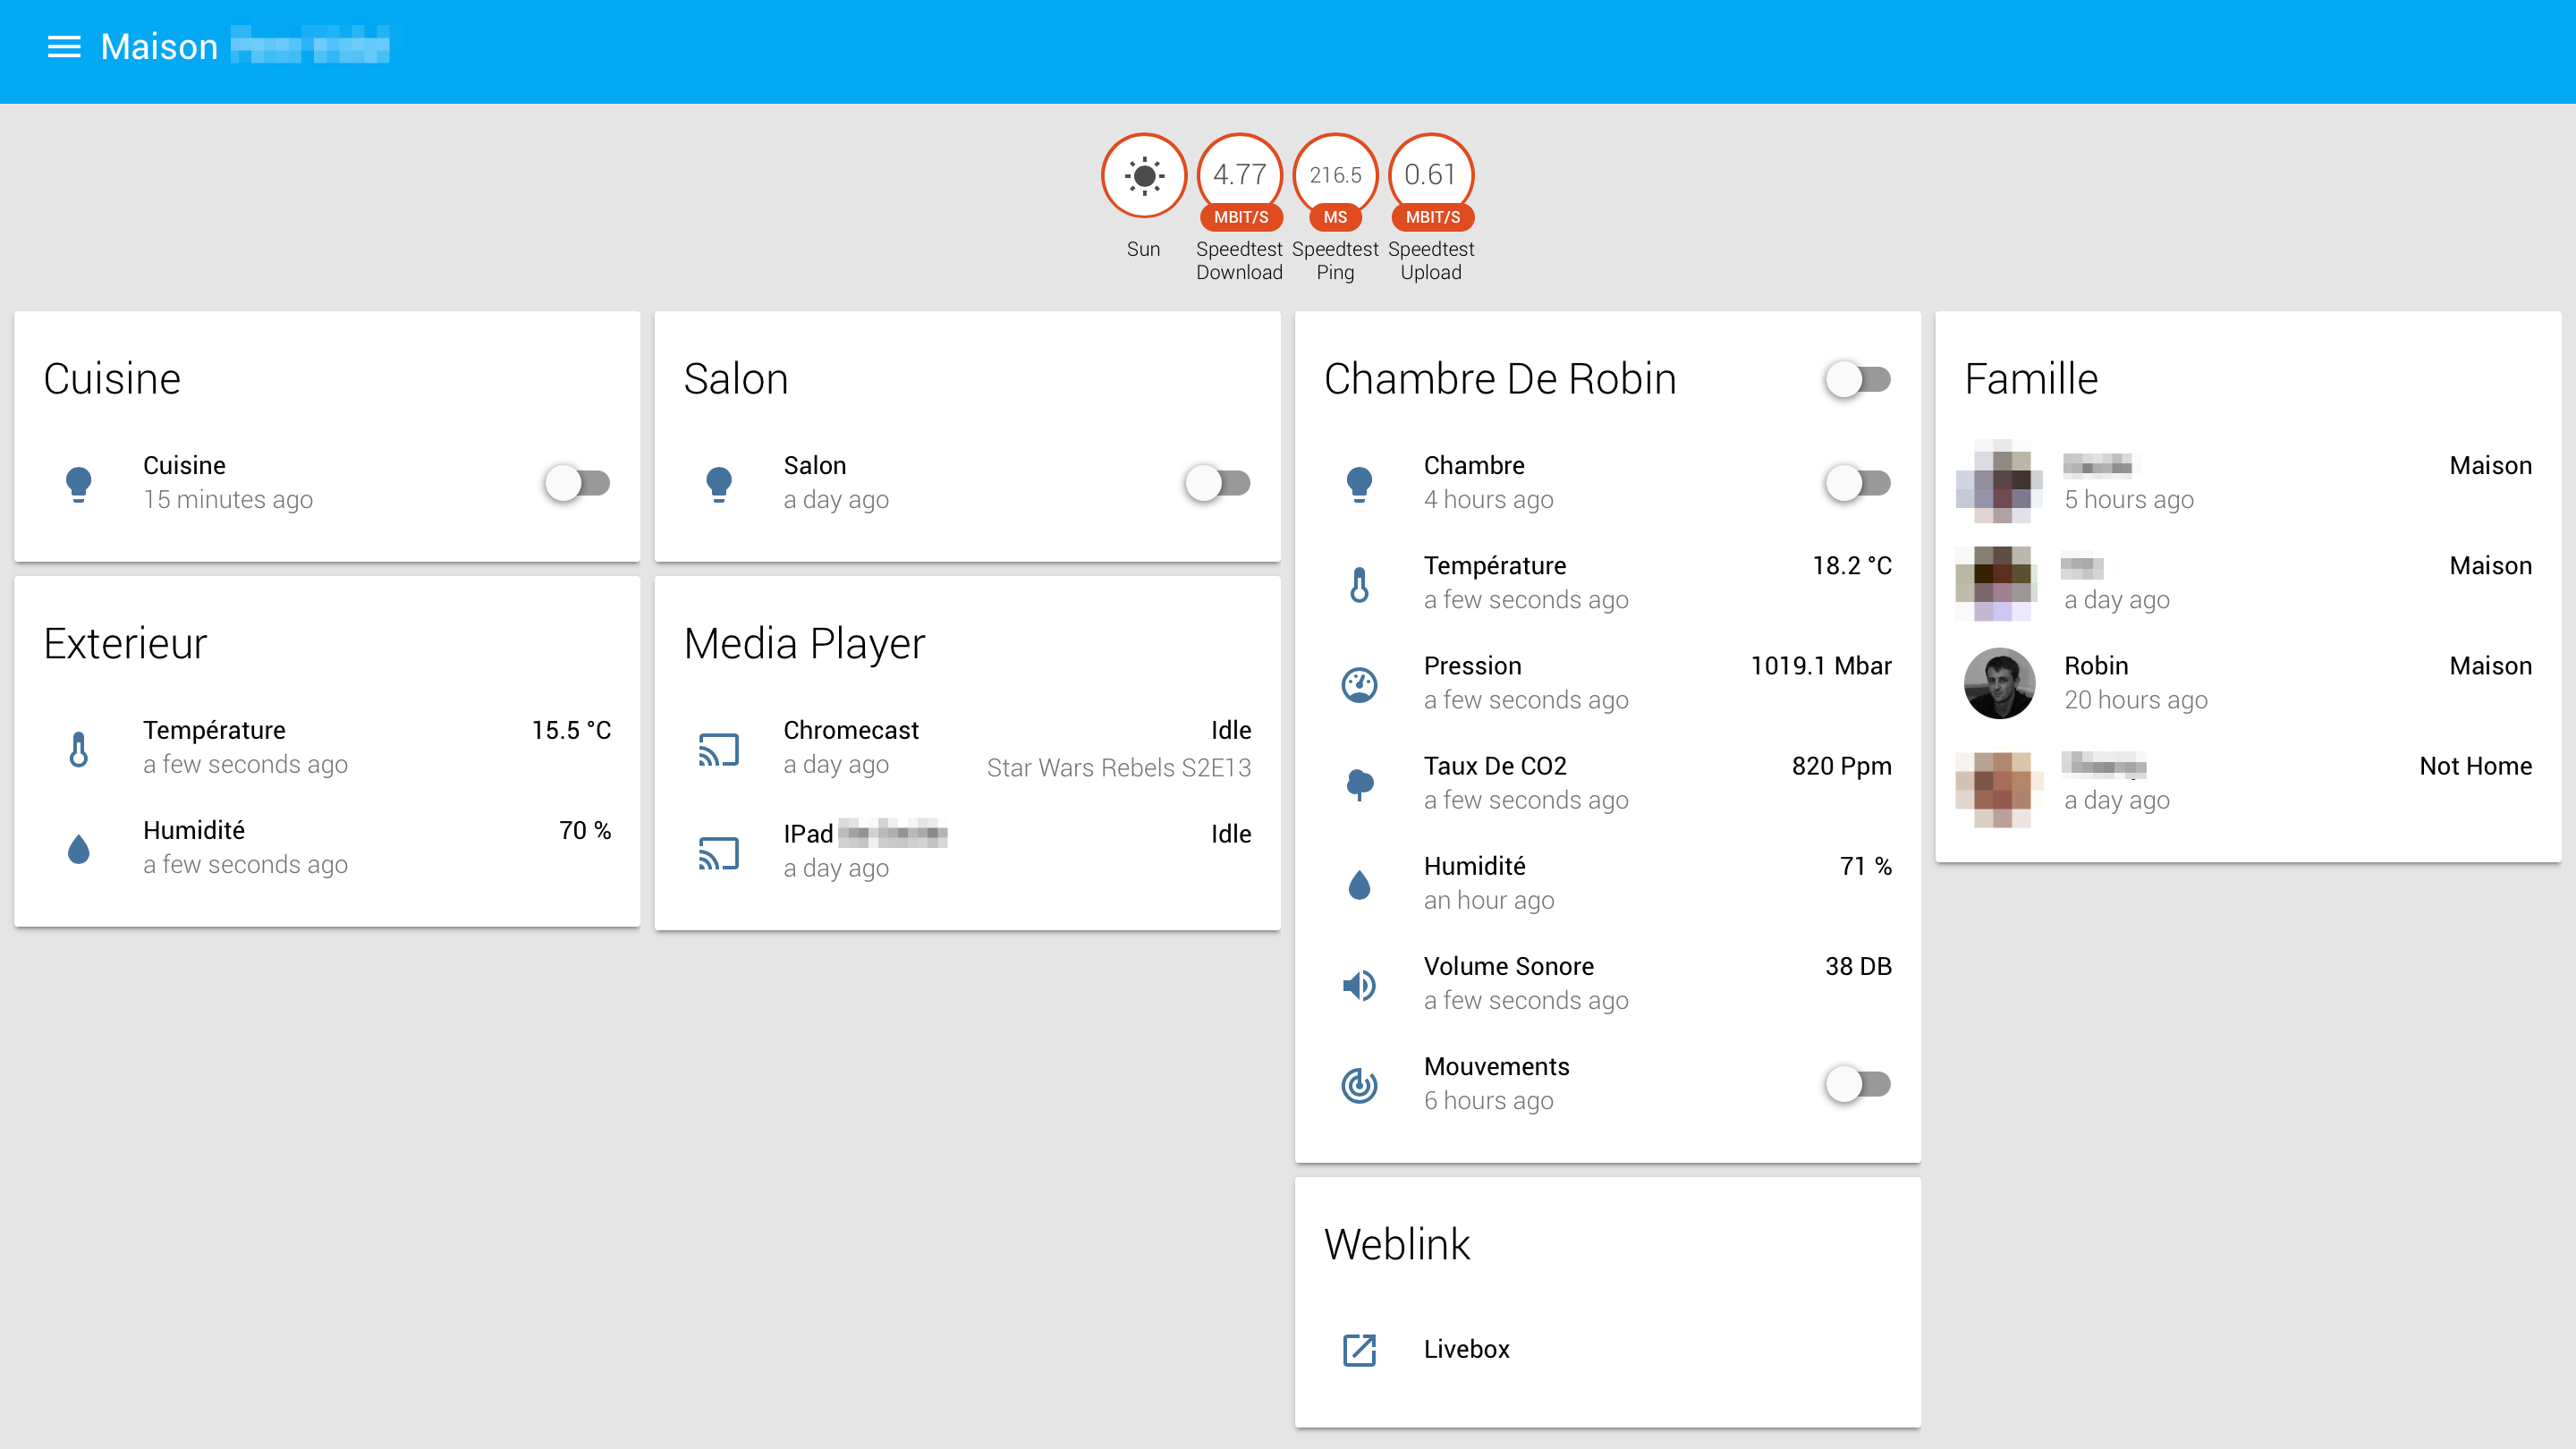 Maison
4.77
216.5
0.61
MBIT/S
MS
MBIT/S
Sun
Speedtest
Download
Speedtest
Ping
Speedtest
Upload
Cuisine
Cuisine
15 minutes ago
Exterieur
Température
15.5 °C
a few seconds ago
Humidité
70 %
a few seconds ago
Salon
Salon
a day ago
Media Player
Chromecast
Idle
a day ago
Star Wars Rebels S2E13
IPad
Idle
a day ago
Chambre De Robin
Chambre
4 hours ago
Température
18.2 °C
a few seconds ago
Pression
1019.1 Mbar
a few seconds ago
Taux De CO2
820 Ppm
a few seconds ago
Humidité
71 %
an hour ago
Volume Sonore
38 DB
a few seconds ago
Mouvements
6 hours ago
Weblink
Livebox
Famille
Maison
5 hours ago
Maison
a day ago
Robin
Maison
20 hours ago
Not Home
a day ago